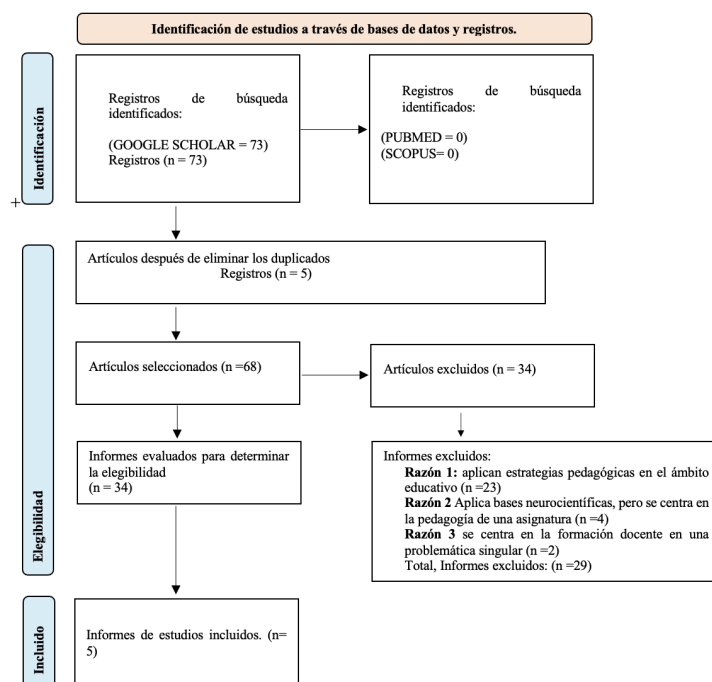 Identificación de estudios a través de bases de datos y registros.
Identificación
Registros de búsqueda
identificados:
(GOOGLE SCHOLAR = 73)
Registros (n = 73)
Registros de búsqueda
identificados:
(PUBMED = 0)
(SCOPUS= 0)
+
Elegibilidad
Artículos después de eliminar los duplicados
Registros (n = 5)
Artículos seleccionados (n =68)
Artículos excluidos (n = 34)
Informes evaluados para determinar
la elegibilidad
(n = 34)
Informes excluidos:
Razón 1: aplican estrategias pedagógicas en el ámbito
educativo (n =23)
Razón 2 Aplica bases neurocientíficas, pero se centra en
la pedagogía de una asignatura (n =4)
Razón 3 se centra en la formación docente en una
problemática singular (n =2)
Total, Informes excluidos: (n =29)
Incluido
Informes de estudios incluidos. (n=
5)